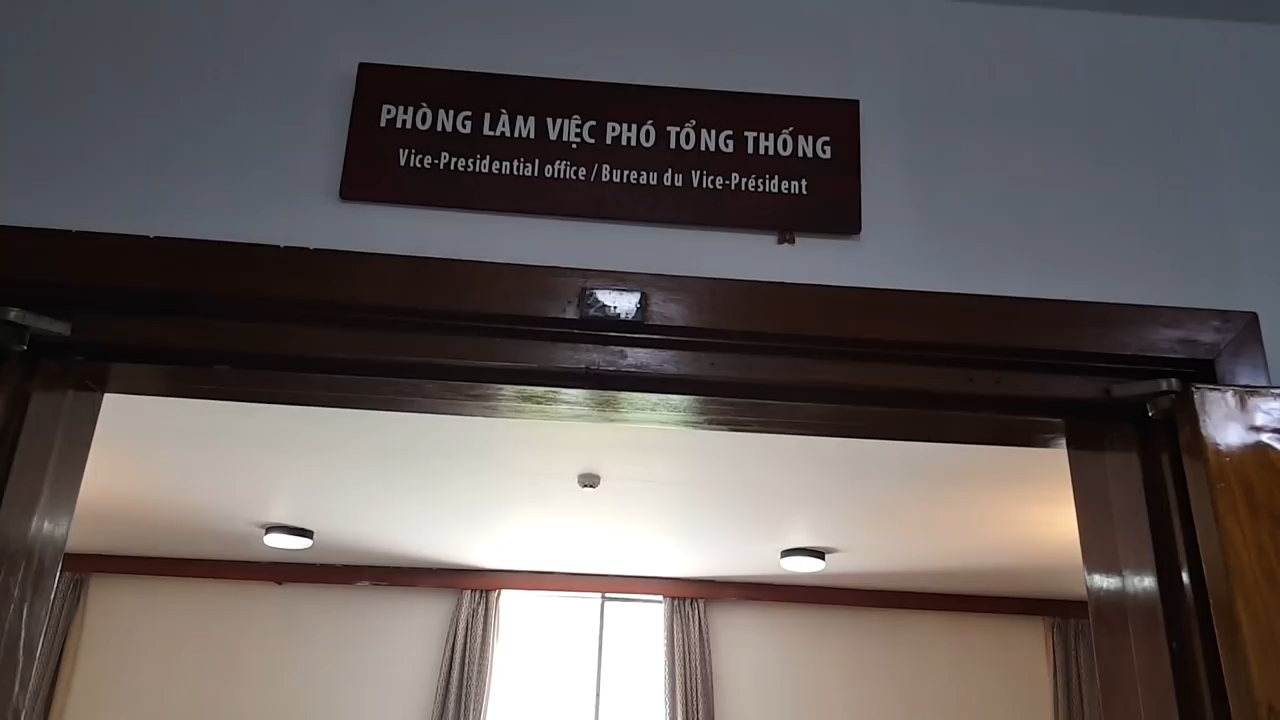 PHÒNG LÀM VIỆC PHÓ TỔNG THỐNG
Vice-Presidential office / Bureau du Vice-Président